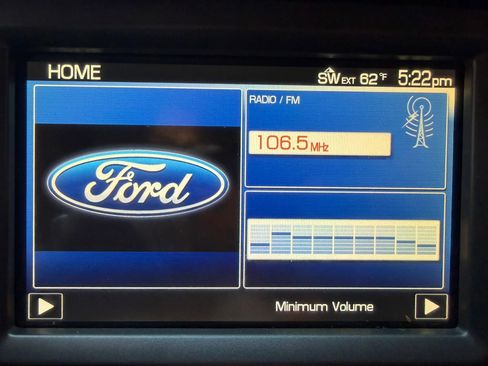 HOME
SW EXT 62°F 5:22pm
RADIO / FM
106.5 MHz
Ford
Minimum Volume